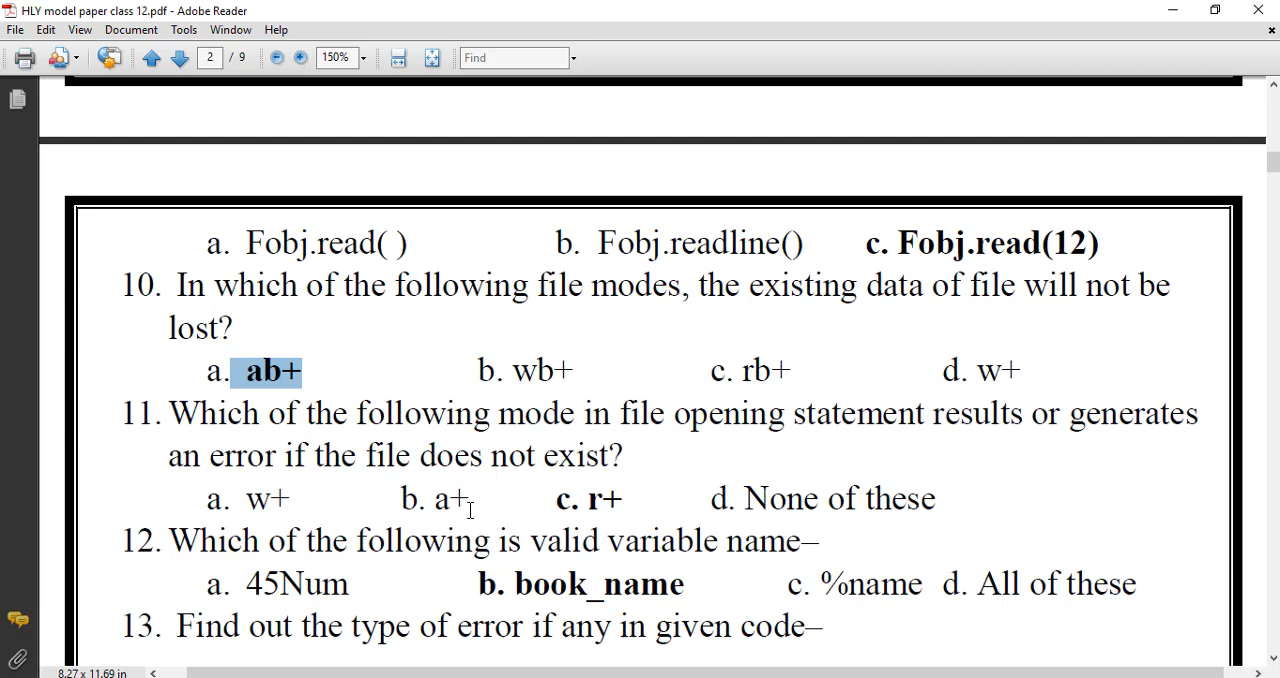 HLY model paper class 12.pdf - Adobe Reader
File Edit View Document Tools Window Help
2 / 9 150% Find
a. Fobj.read( ) b. Fobj.readline() c. Fobj.read(12)
10. In which of the following file modes, the existing data of file will not be
lost?
a. ab+ b. wb+ c. rb+ d. w+
11. Which of the following mode in file opening statement results or generates
an error if the file does not exist?
a. w+ b. a+ c. r+ d. None of these
12. Which of the following is valid variable name–
a. 45Num b. book_name c. %name d. All of these
13. Find out the type of error if any in given code–
8.27 x 11.69 in